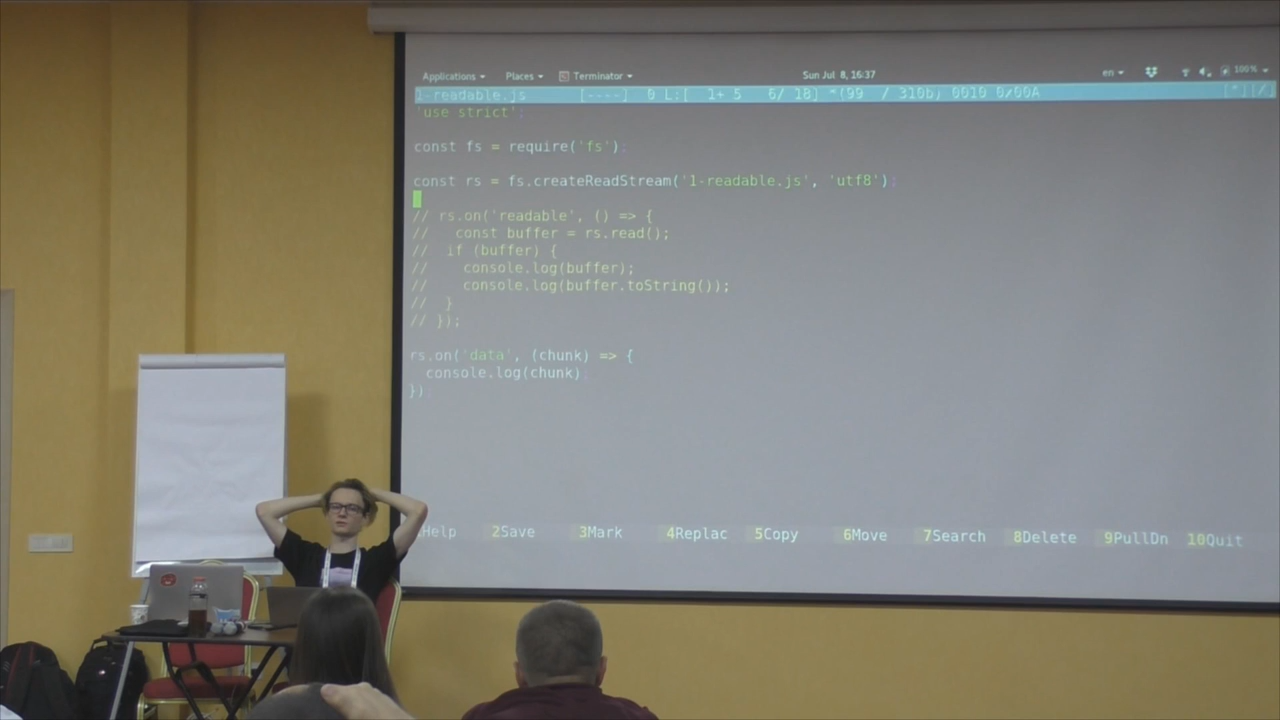 Applications Places Terminator Sun Jul 8, 16:37 en 100%
1-readable.js [----] 0 L:[ 1+ 5 6/ 18] *(99 / 310b) 0010 0x00A [*][/]
'use strict';
const fs = require('fs');
const rs = fs.createReadStream('1-readable.js', 'utf8');
// rs.on('readable', () => {
//   const buffer = rs.read();
//  if (buffer) {
//    console.log(buffer);
//    console.log(buffer.toString());
//  }
// });
rs.on('data', (chunk) => {
  console.log(chunk);
});
Help 2Save 3Mark 4Replac 5Copy 6Move 7Search 8Delete 9PullDn 10Quit